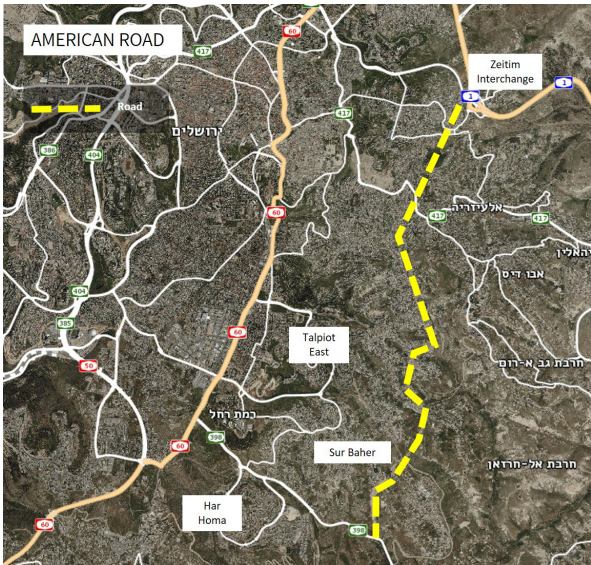 AMERICAN ROAD
Road
Zeitim
Interchange
Talpiot
East
Sur Baher
Har
Homa
ירושלים
אלעיזריה
אבו דיס
יהאלין
חרבת גב א-רום
רמת רחל
חרבת אל-חרזאן
417
60
1
1
417
386
404
417
417
60
404
385
50
60
398
60
398
60